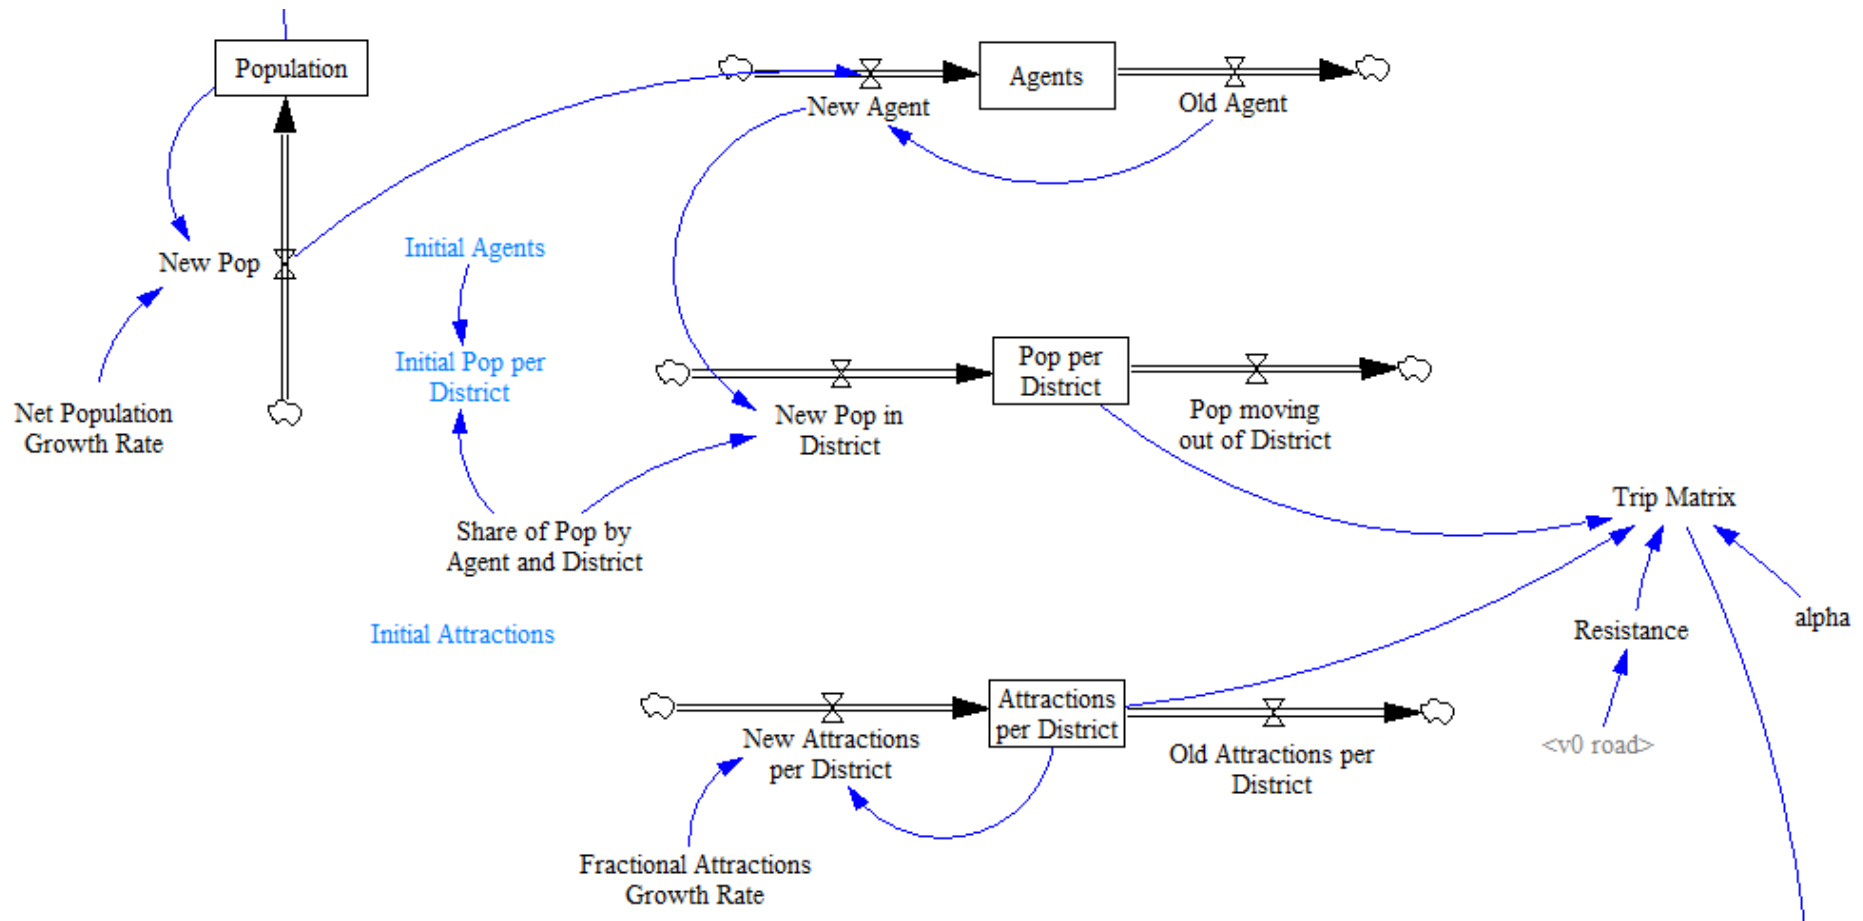 Population
Agents
New Agent
Old Agent
New Pop
Initial Agents
Initial Pop per
District
Pop per
District
Net Population
Growth Rate
New Pop in
District
Pop moving
out of District
Trip Matrix
Share of Pop by
Agent and District
Initial Attractions
Resistance
alpha
Attractions
per District
New Attractions
per District
Old Attractions per
District
<v0 road>
Fractional Attractions
Growth Rate